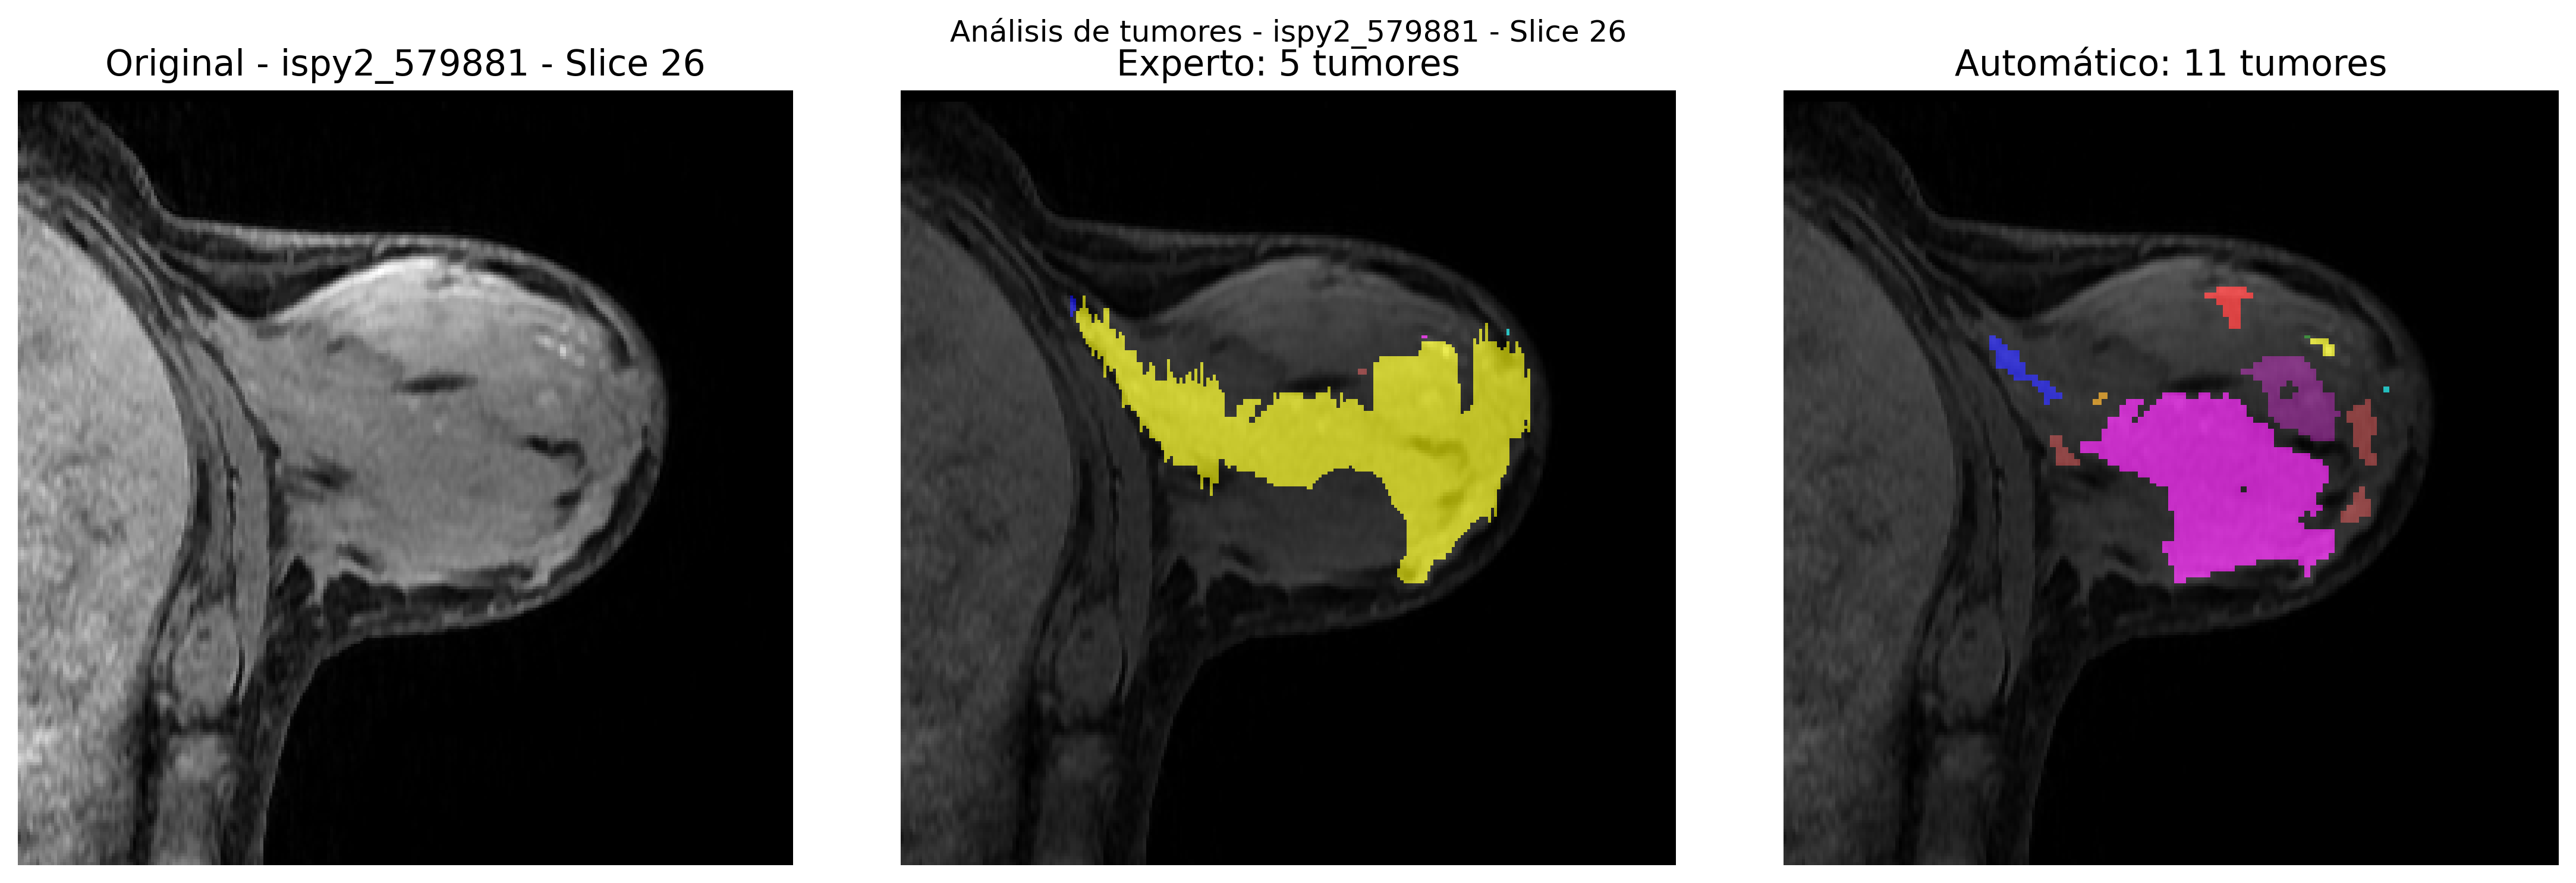 Análisis de tumores - ispy2_579881 - Slice 26
Original - ispy2_579881 - Slice 26
Experto: 5 tumores
Automático: 11 tumores